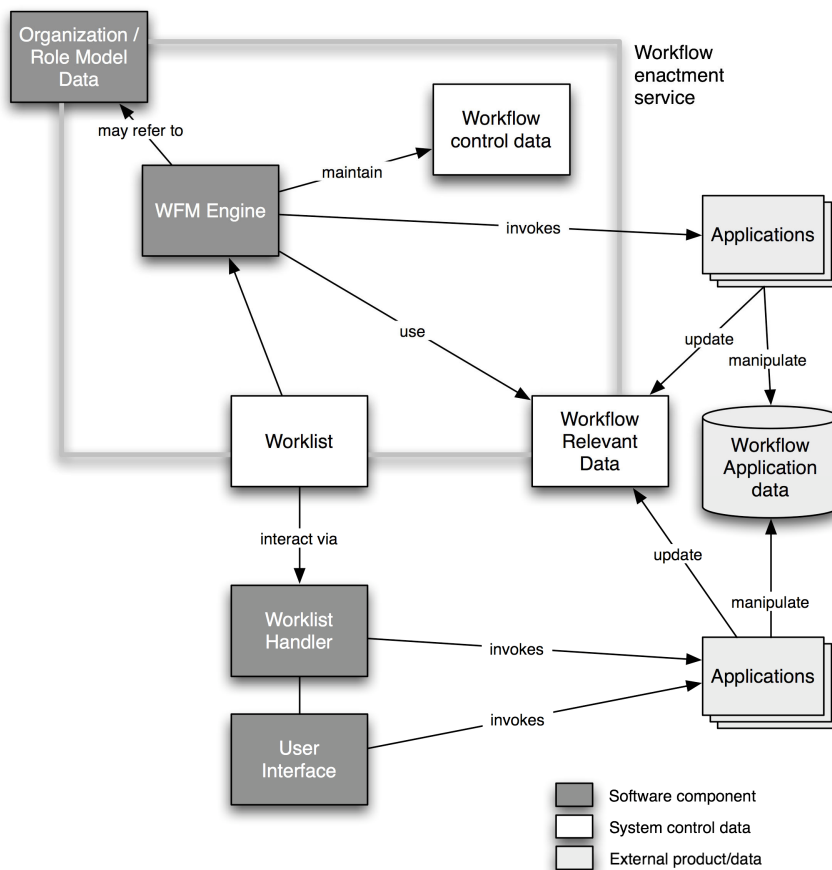 Organization /
Role Model
Data
Workflow
enactment
service
may refer to
Workflow
control data
maintain
WFM Engine
invokes
Applications
use
update
manipulate
Worklist
Workflow
Relevant
Data
Workflow
Application
data
interact via
update
manipulate
Worklist
Handler
invokes
Applications
invokes
User
Interface
Software component
System control data
External product/data